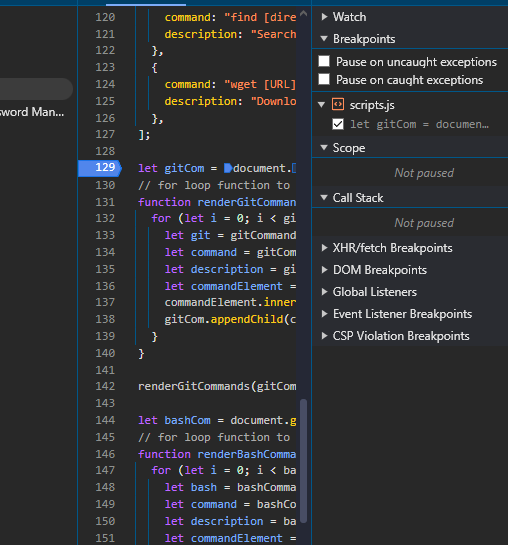 120 command: "find [dire
121 description: "Search
122 },
123 {
124 command: "wget [URL]
125 description: "Downlo
126 },
127 ];
128
129 let gitCom = document.
130 // for loop function to
131 function renderGitComman
132 for (let i = 0; i < gi
133 let git = gitCommand
134 let command = gitCom
135 let description = gi
136 let commandElement =
137 commandElement.inner
138 gitCom.appendChild(c
139 }
140 }
141
142 renderGitCommands(gitCom
143
144 let bashCom = document.g
145 // for loop function to
146 function renderBashComma
147 for (let i = 0; i < ba
148 let bash = bashComma
149 let command = bashCo
150 let description = ba
151 let commandElement =
sword Man...
Watch
Breakpoints
Pause on uncaught exceptions
Pause on caught exceptions
scripts.js
let gitCom = documen...
Scope
Not paused
Call Stack
Not paused
XHR/fetch Breakpoints
DOM Breakpoints
Global Listeners
Event Listener Breakpoints
CSP Violation Breakpoints